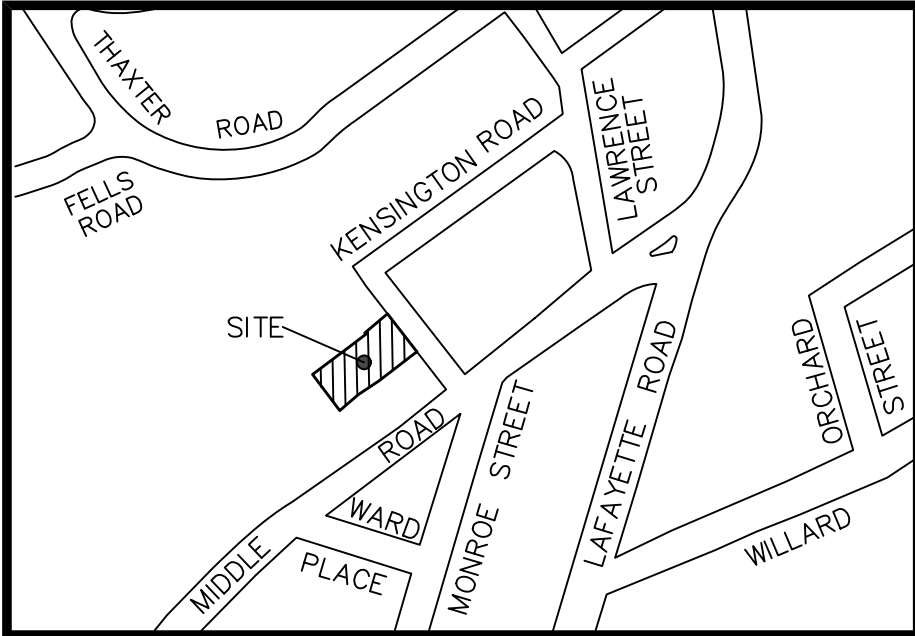 THAXTER
ROAD
FELLS
ROAD
KENSINGTON ROAD
LAWRENCE
STREET
SITE
ORCHARD
STREET
MIDDLE
ROAD
WARD
PLACE
MONROE STREET
LAFAYETTE ROAD
WILLARD